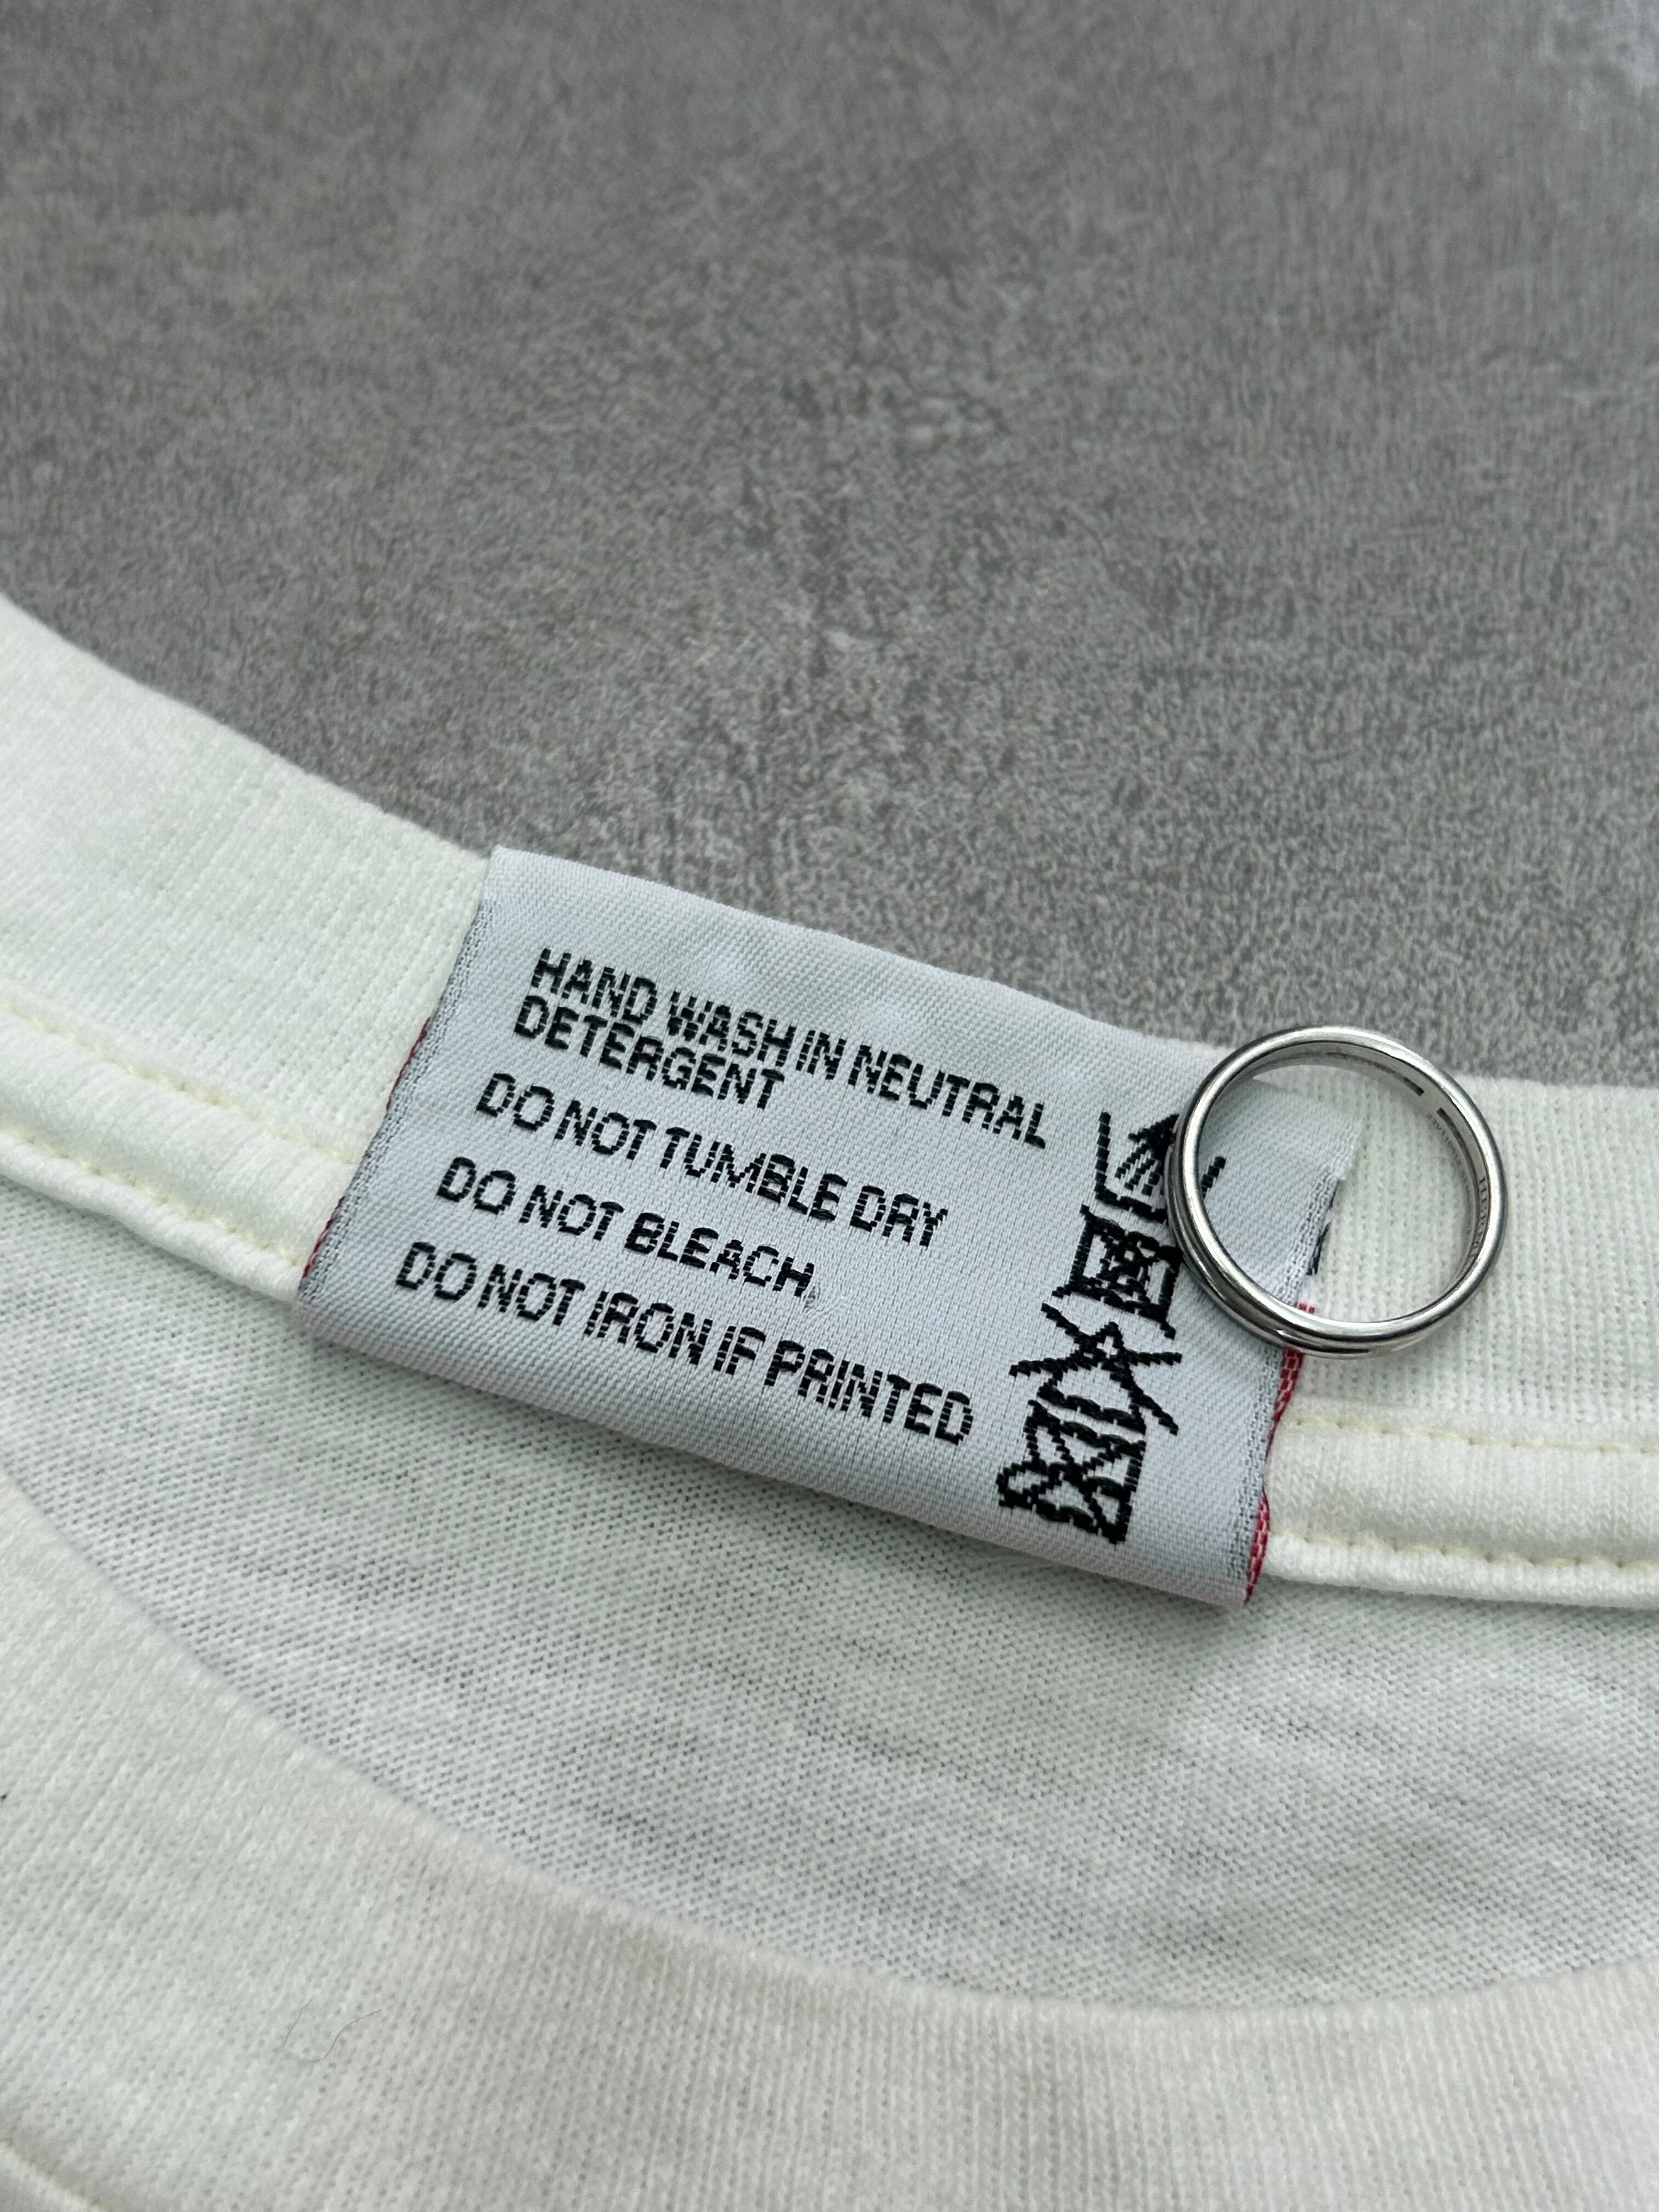 HAND WASH IN NEUTRAL
DETERGENT
DO NOT TUMBLE DRY
DO NOT BLEACH,
DO NOT IRON IF PRINTED